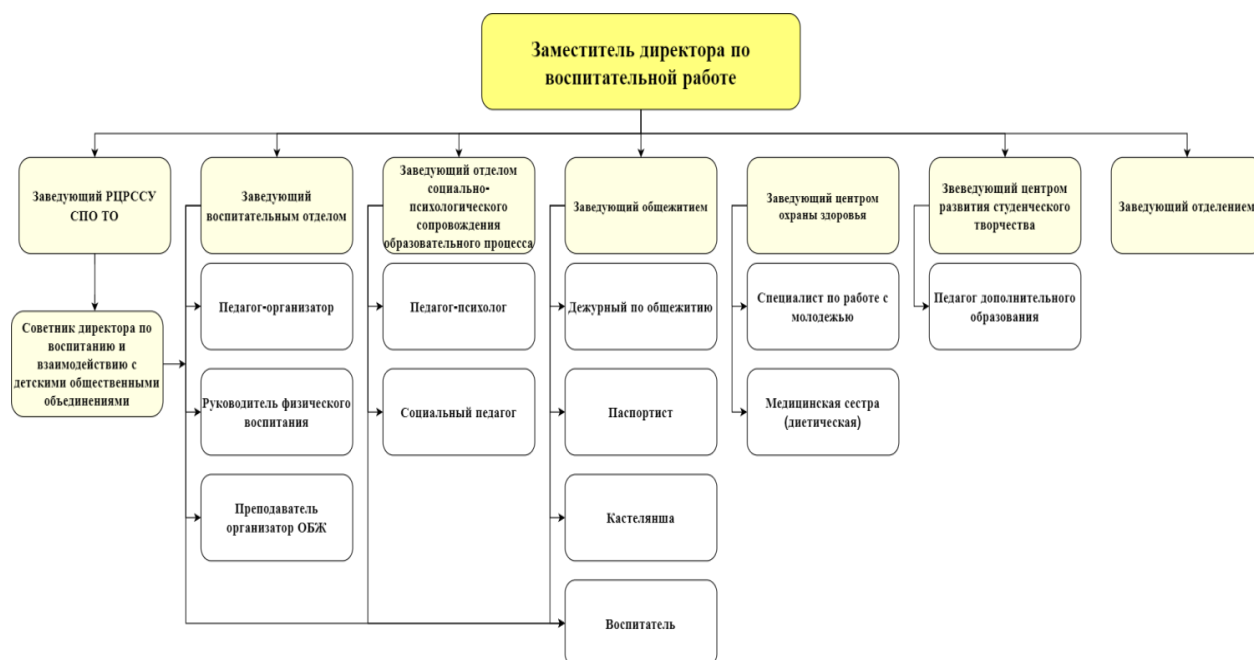 Заместитель директора по
воспитательной работе
Заведующий РЦРССУ
СПО ТО
Заведующий
воспитательным отделом
Заведующий отделом
социально-
психологического
сопровождения
образовательного процесса
Заведующий общежитием
Заведующий центром
охраны здоровья
Звеведующий центром
развития студенческого
творчества
Заведующий отделением
Советник директора по
воспитанию и
взаимодействию с
детскими общественными
объединениями
Педагог-организатор
Руководитель физического
воспитания
Преподаватель
организатор ОБЖ
Педагог-психолог
Социальный педагог
Дежурный по общежитию
Паспортист
Кастелянша
Воспитатель
Специалист по работе с
молодежью
Медицинская сестра
(диетическая)
Педагог дополнительного
образования